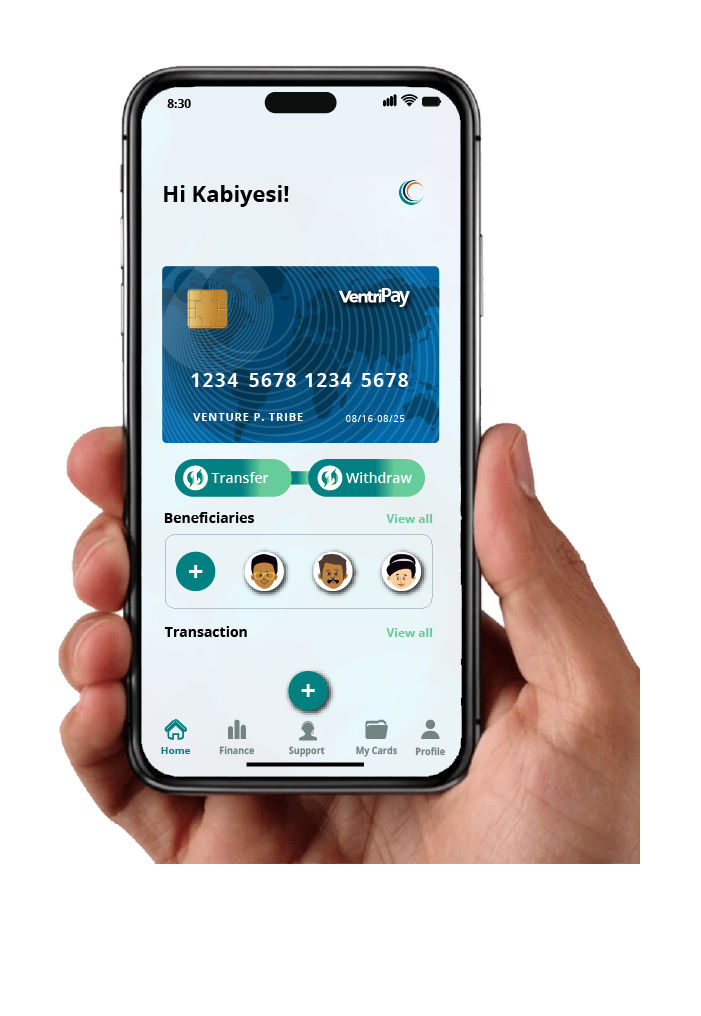 8:30
Hi Kabiyesi!
VentriPay
1234 5678 1234 5678
VENTURE P. TRIBE 08/16-08/25
Transfer Withdraw
Beneficiaries View all
+
Transaction View all
+
Home Finance Support My Cards Profile